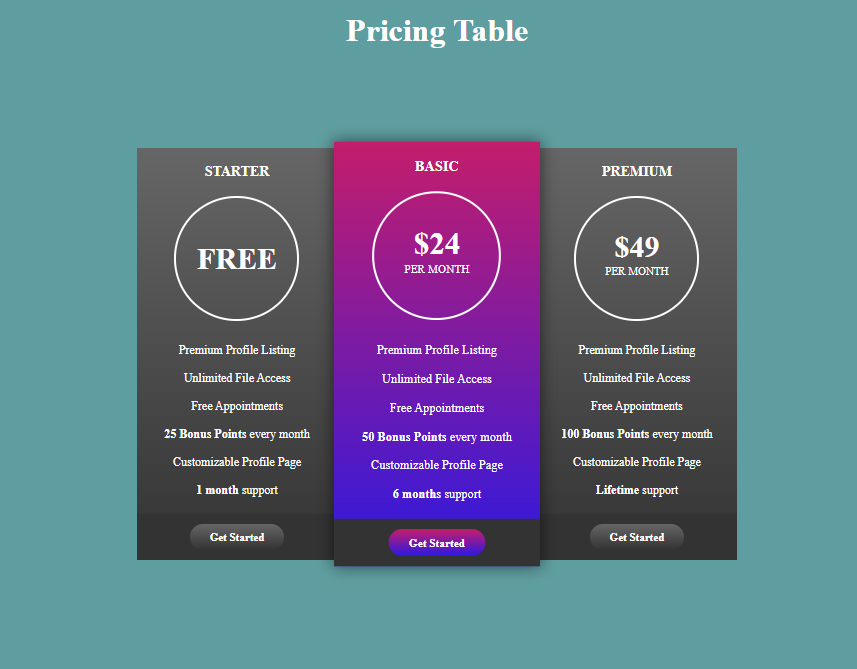 Pricing Table
STARTER
FREE
Premium Profile Listing
Unlimited File Access
Free Appointments
25 Bonus Points every month
Customizable Profile Page
1 month support
Get Started
BASIC
$24
PER MONTH
Premium Profile Listing
Unlimited File Access
Free Appointments
50 Bonus Points every month
Customizable Profile Page
6 months support
Get Started
PREMIUM
$49
PER MONTH
Premium Profile Listing
Unlimited File Access
Free Appointments
100 Bonus Points every month
Customizable Profile Page
Lifetime support
Get Started